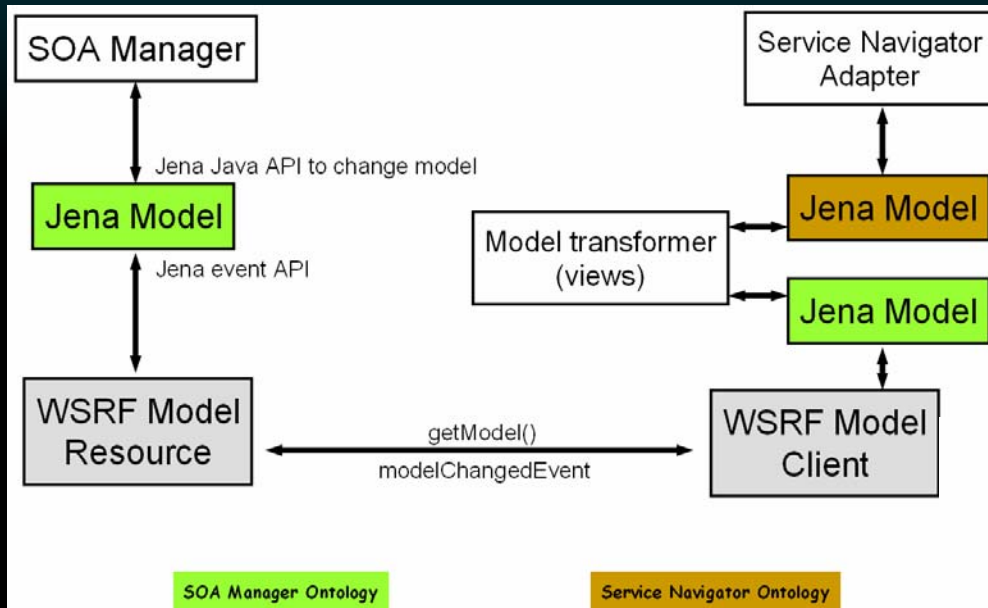 SOA Manager
Jena Java API to change model
Jena Model
Jena event API
WSRF Model
Resource
getModel()
modelChangedEvent
Service Navigator
Adapter
Jena Model
Model transformer
(views)
Jena Model
WSRF Model
Client
SOA Manager Ontology
Service Navigator Ontology